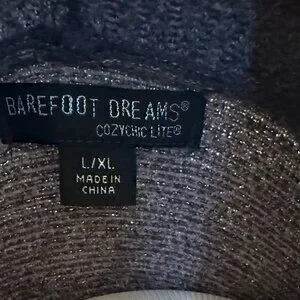 BAREFOOT DREAMS®
COZYCHIC LITE®
L/XL
MADE IN
CHINA